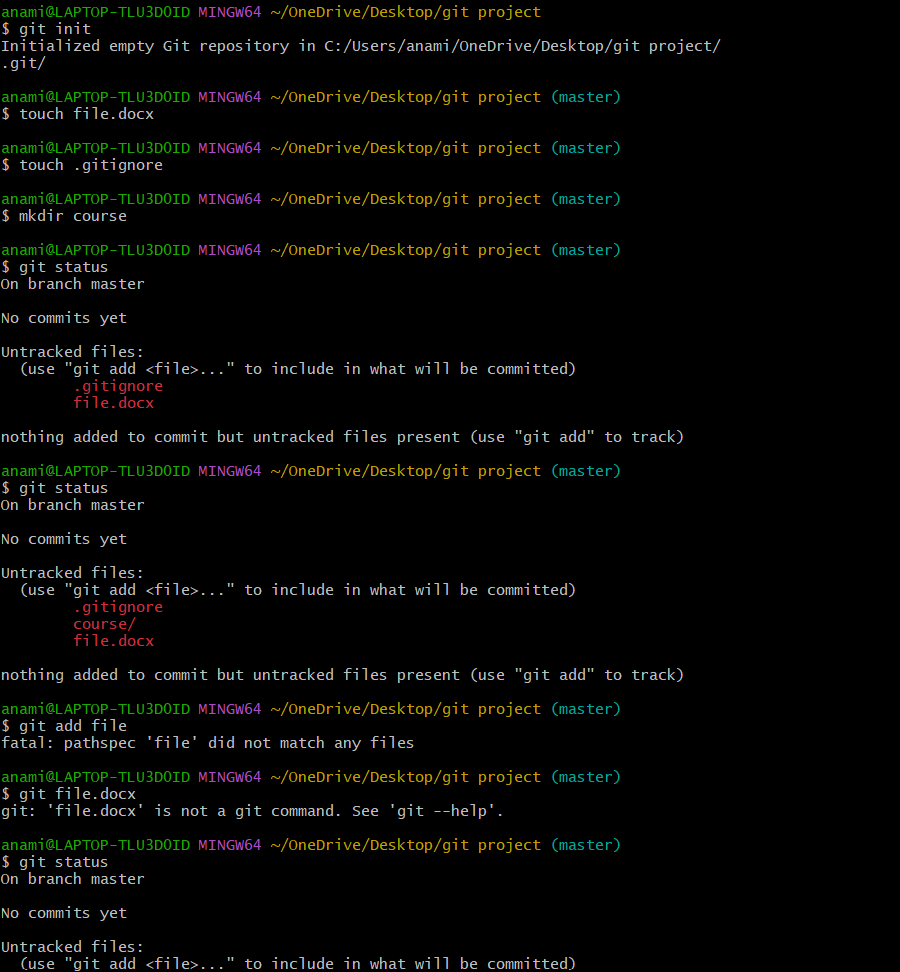 anami@LAPTOP-TLU3DOID MINGW64 ~/OneDrive/Desktop/git project
$ git init
Initialized empty Git repository in C:/Users/anami/OneDrive/Desktop/git project/
.git/
anami@LAPTOP-TLU3DOID MINGW64 ~/OneDrive/Desktop/git project (master)
$ touch file.docx
anami@LAPTOP-TLU3DOID MINGW64 ~/OneDrive/Desktop/git project (master)
$ touch .gitignore
anami@LAPTOP-TLU3DOID MINGW64 ~/OneDrive/Desktop/git project (master)
$ mkdir course
anami@LAPTOP-TLU3DOID MINGW64 ~/OneDrive/Desktop/git project (master)
$ git status
On branch master
No commits yet
Untracked files:
  (use "git add <file>..." to include in what will be committed)
        .gitignore
        file.docx
nothing added to commit but untracked files present (use "git add" to track)
anami@LAPTOP-TLU3DOID MINGW64 ~/OneDrive/Desktop/git project (master)
$ git status
On branch master
No commits yet
Untracked files:
  (use "git add <file>..." to include in what will be committed)
        .gitignore
        course/
        file.docx
nothing added to commit but untracked files present (use "git add" to track)
anami@LAPTOP-TLU3DOID MINGW64 ~/OneDrive/Desktop/git project (master)
$ git add file
fatal: pathspec 'file' did not match any files
anami@LAPTOP-TLU3DOID MINGW64 ~/OneDrive/Desktop/git project (master)
$ git file.docx
git: 'file.docx' is not a git command. See 'git --help'.
anami@LAPTOP-TLU3DOID MINGW64 ~/OneDrive/Desktop/git project (master)
$ git status
On branch master
No commits yet
Untracked files:
  (use "git add <file>..." to include in what will be committed)